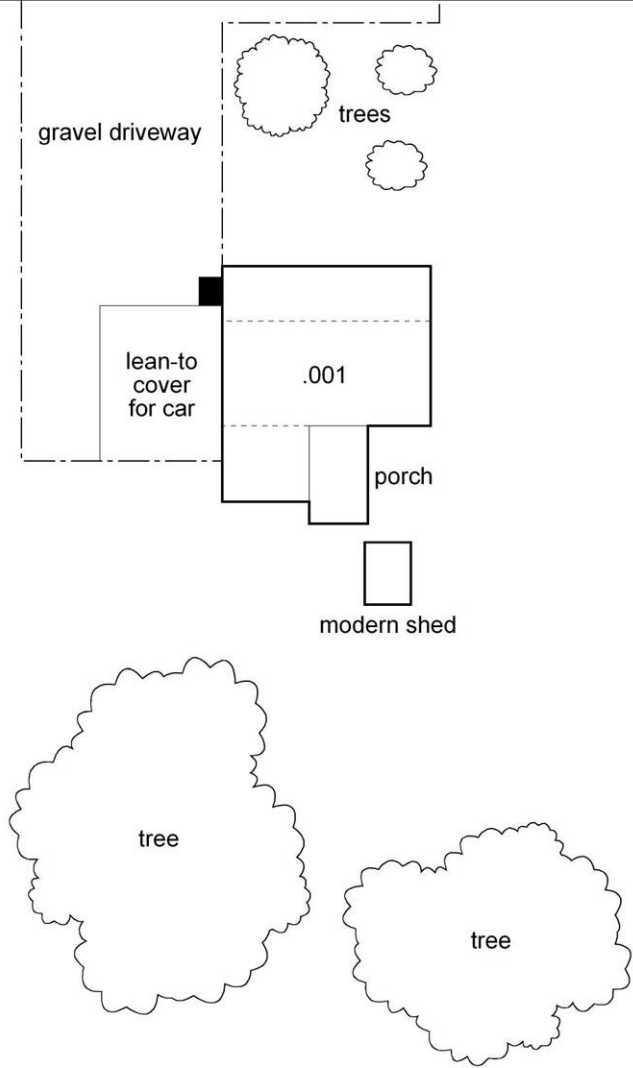 trees
gravel driveway
lean-to
cover
for car
.001
porch
modern shed
tree
tree